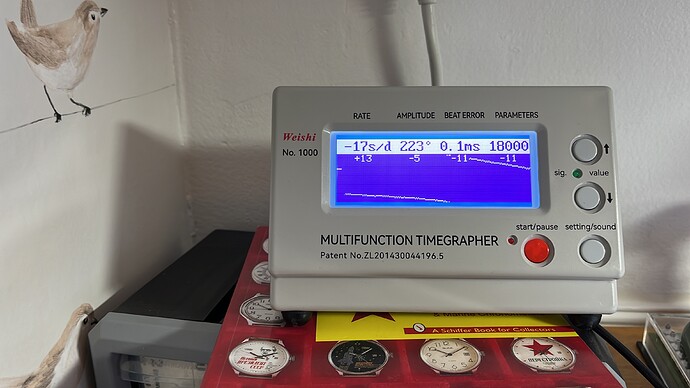 RATE AMPLITUDE BEAT ERROR PARAMETERS
Weishi
No. 1000
-17s/d 223° 0.1ms 18000
+13 -5 -11 -11
sig. value
start/pause setting/sound
MULTIFUNCTION TIMEGRAPHER
Patent No.ZL201430044196.5
A Schiffer Book for Collectors